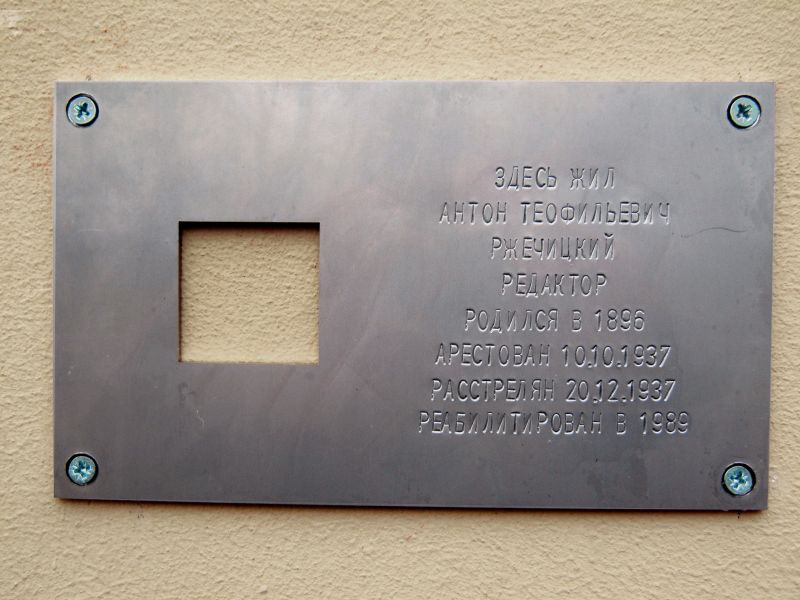 ЗДЕСЬ ЖИЛ
АНТОН ТЕОФИЛЬЕВИЧ
РЖЕЧИЦКИЙ
РЕДАКТОР
РОДИЛСЯ В 1896
АРЕСТОВАН 10.10.1937
РАССТРЕЛЯН 20.12.1937
РЕАБИЛИТИРОВАН В 1989